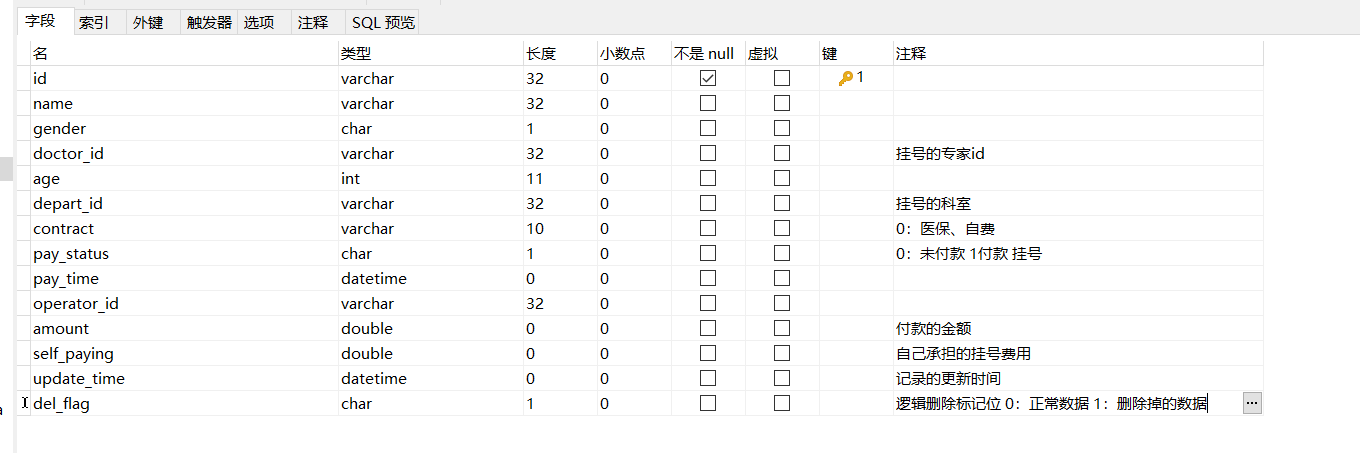 字段 索引 外键 触发器 选项 注释 SQL 预览
名 类型 长度 小数点 不是 null 虚拟 键 注释
id varchar 32 0 1
name varchar 32 0
gender char 1 0
doctor_id varchar 32 0 挂号的专家id
age int 11 0
depart_id varchar 32 0 挂号的科室
contract varchar 10 0 0：医保、自费
pay_status char 1 0 0：未付款 1付款 挂号
pay_time datetime 0 0
operator_id varchar 32 0
amount double 0 0 付款的金额
self_paying double 0 0 自己承担的挂号费用
update_time datetime 0 0 记录的更新时间
del_flag char 1 0 逻辑删除标记位 0：正常数据 1：删除掉的数据 ...